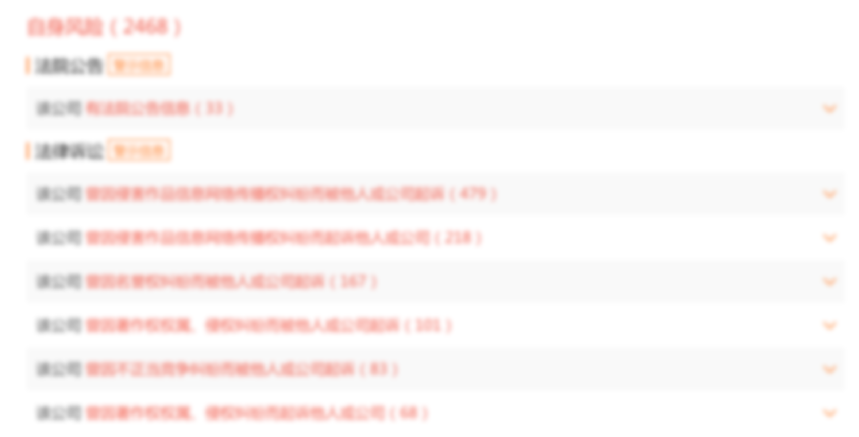 自身风险（2468）
法院公告 警示信息
该公司 有法院公告信息（33）
法律诉讼 警示信息
该公司 曾因侵害作品信息网络传播权纠纷而被他人或公司起诉（479）
该公司 曾因侵害作品信息网络传播权纠纷而起诉他人或公司（218）
该公司 曾因名誉权纠纷而被他人或公司起诉（167）
该公司 曾因著作权权属、侵权纠纷而被他人或公司起诉（101）
该公司 曾因不正当竞争纠纷而被他人或公司起诉（83）
该公司 曾因著作权权属、侵权纠纷而起诉他人或公司（68）